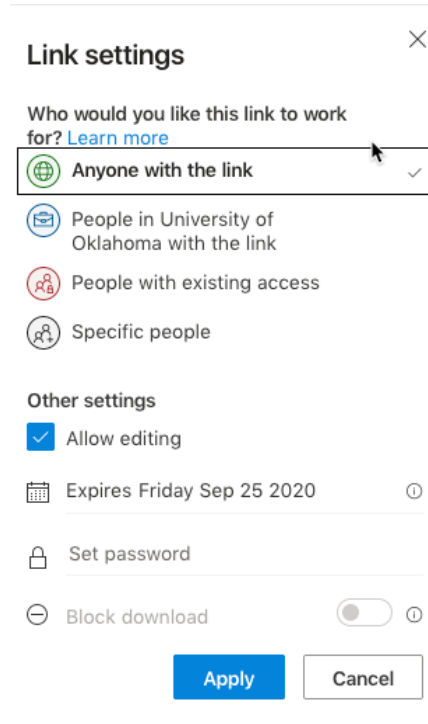 Link settings
Who would you like this link to work
for? Learn more
Anyone with the link
People in University of
Oklahoma with the link
People with existing access
Specific people
Other settings
Allow editing
Expires Friday Sep 25 2020
Set password
Block download
Apply Cancel